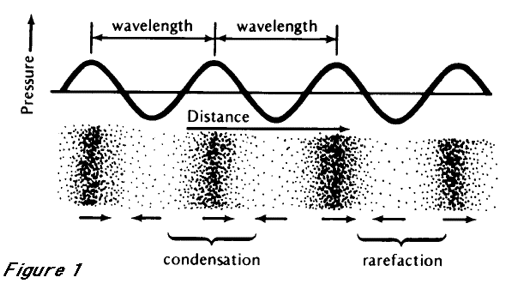 wavelength wavelength
Pressure
Distance
condensation rarefaction
Figure 1